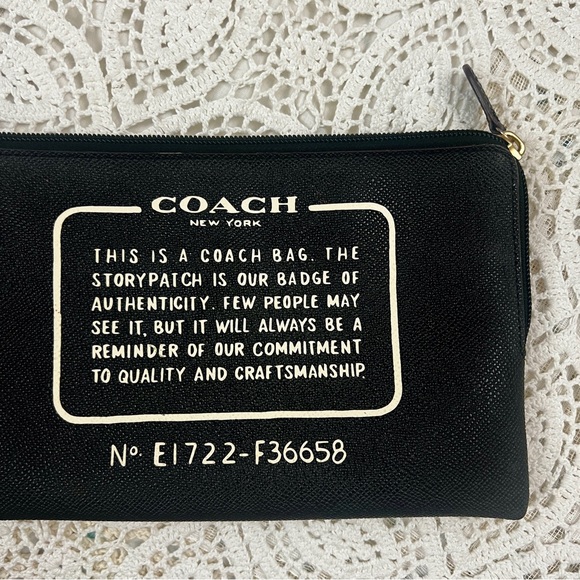 COACH
NEW YORK
THIS IS A COACH BAG. THE
STORYPATCH IS OUR BADGE OF
AUTHENTICITY. FEW PEOPLE MAY
SEE IT, BUT IT WILL ALWAYS BE A
REMINDER OF OUR COMMITMENT
TO QUALITY AND CRAFTSMANSHIP.
No. E1722-F36658